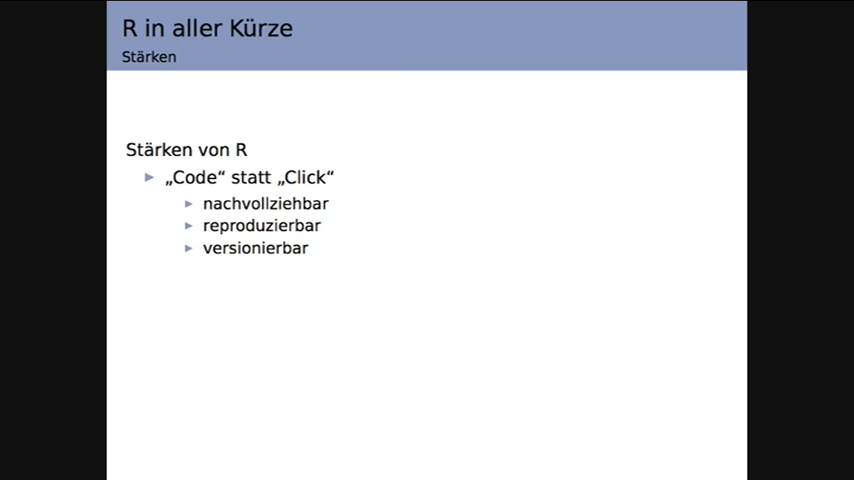 R in aller Kürze
Stärken
Stärken von R
„Code“ statt „Click“
nachvollziehbar
reproduzierbar
versionierbar